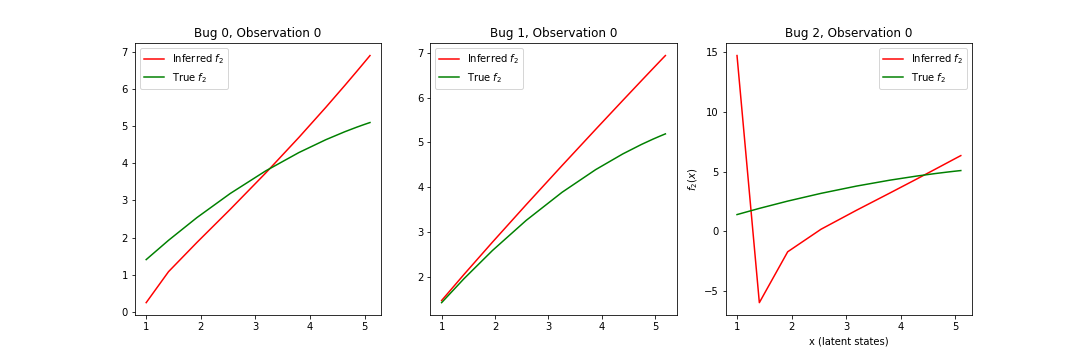 Bug 0, Observation 0
Inferred f₂
True f₂
7
6
5
4
3
2
1
0
1 2 3 4 5
Bug 1, Observation 0
Inferred f₂
True f₂
7
6
5
4
3
2
1 2 3 4 5
Bug 2, Observation 0
Inferred f₂
True f₂
15
10
5
0
−5
f₂(x)
1 2 3 4 5
x (latent states)